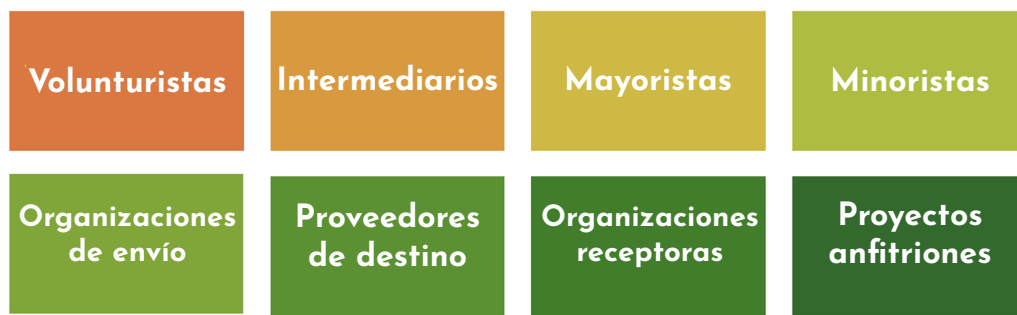 Volunturistas
Intermediarios
Mayoristas
Minoristas
Organizaciones
de envío
Proveedores
de destino
Organizaciones
receptoras
Proyectos
anfitriones